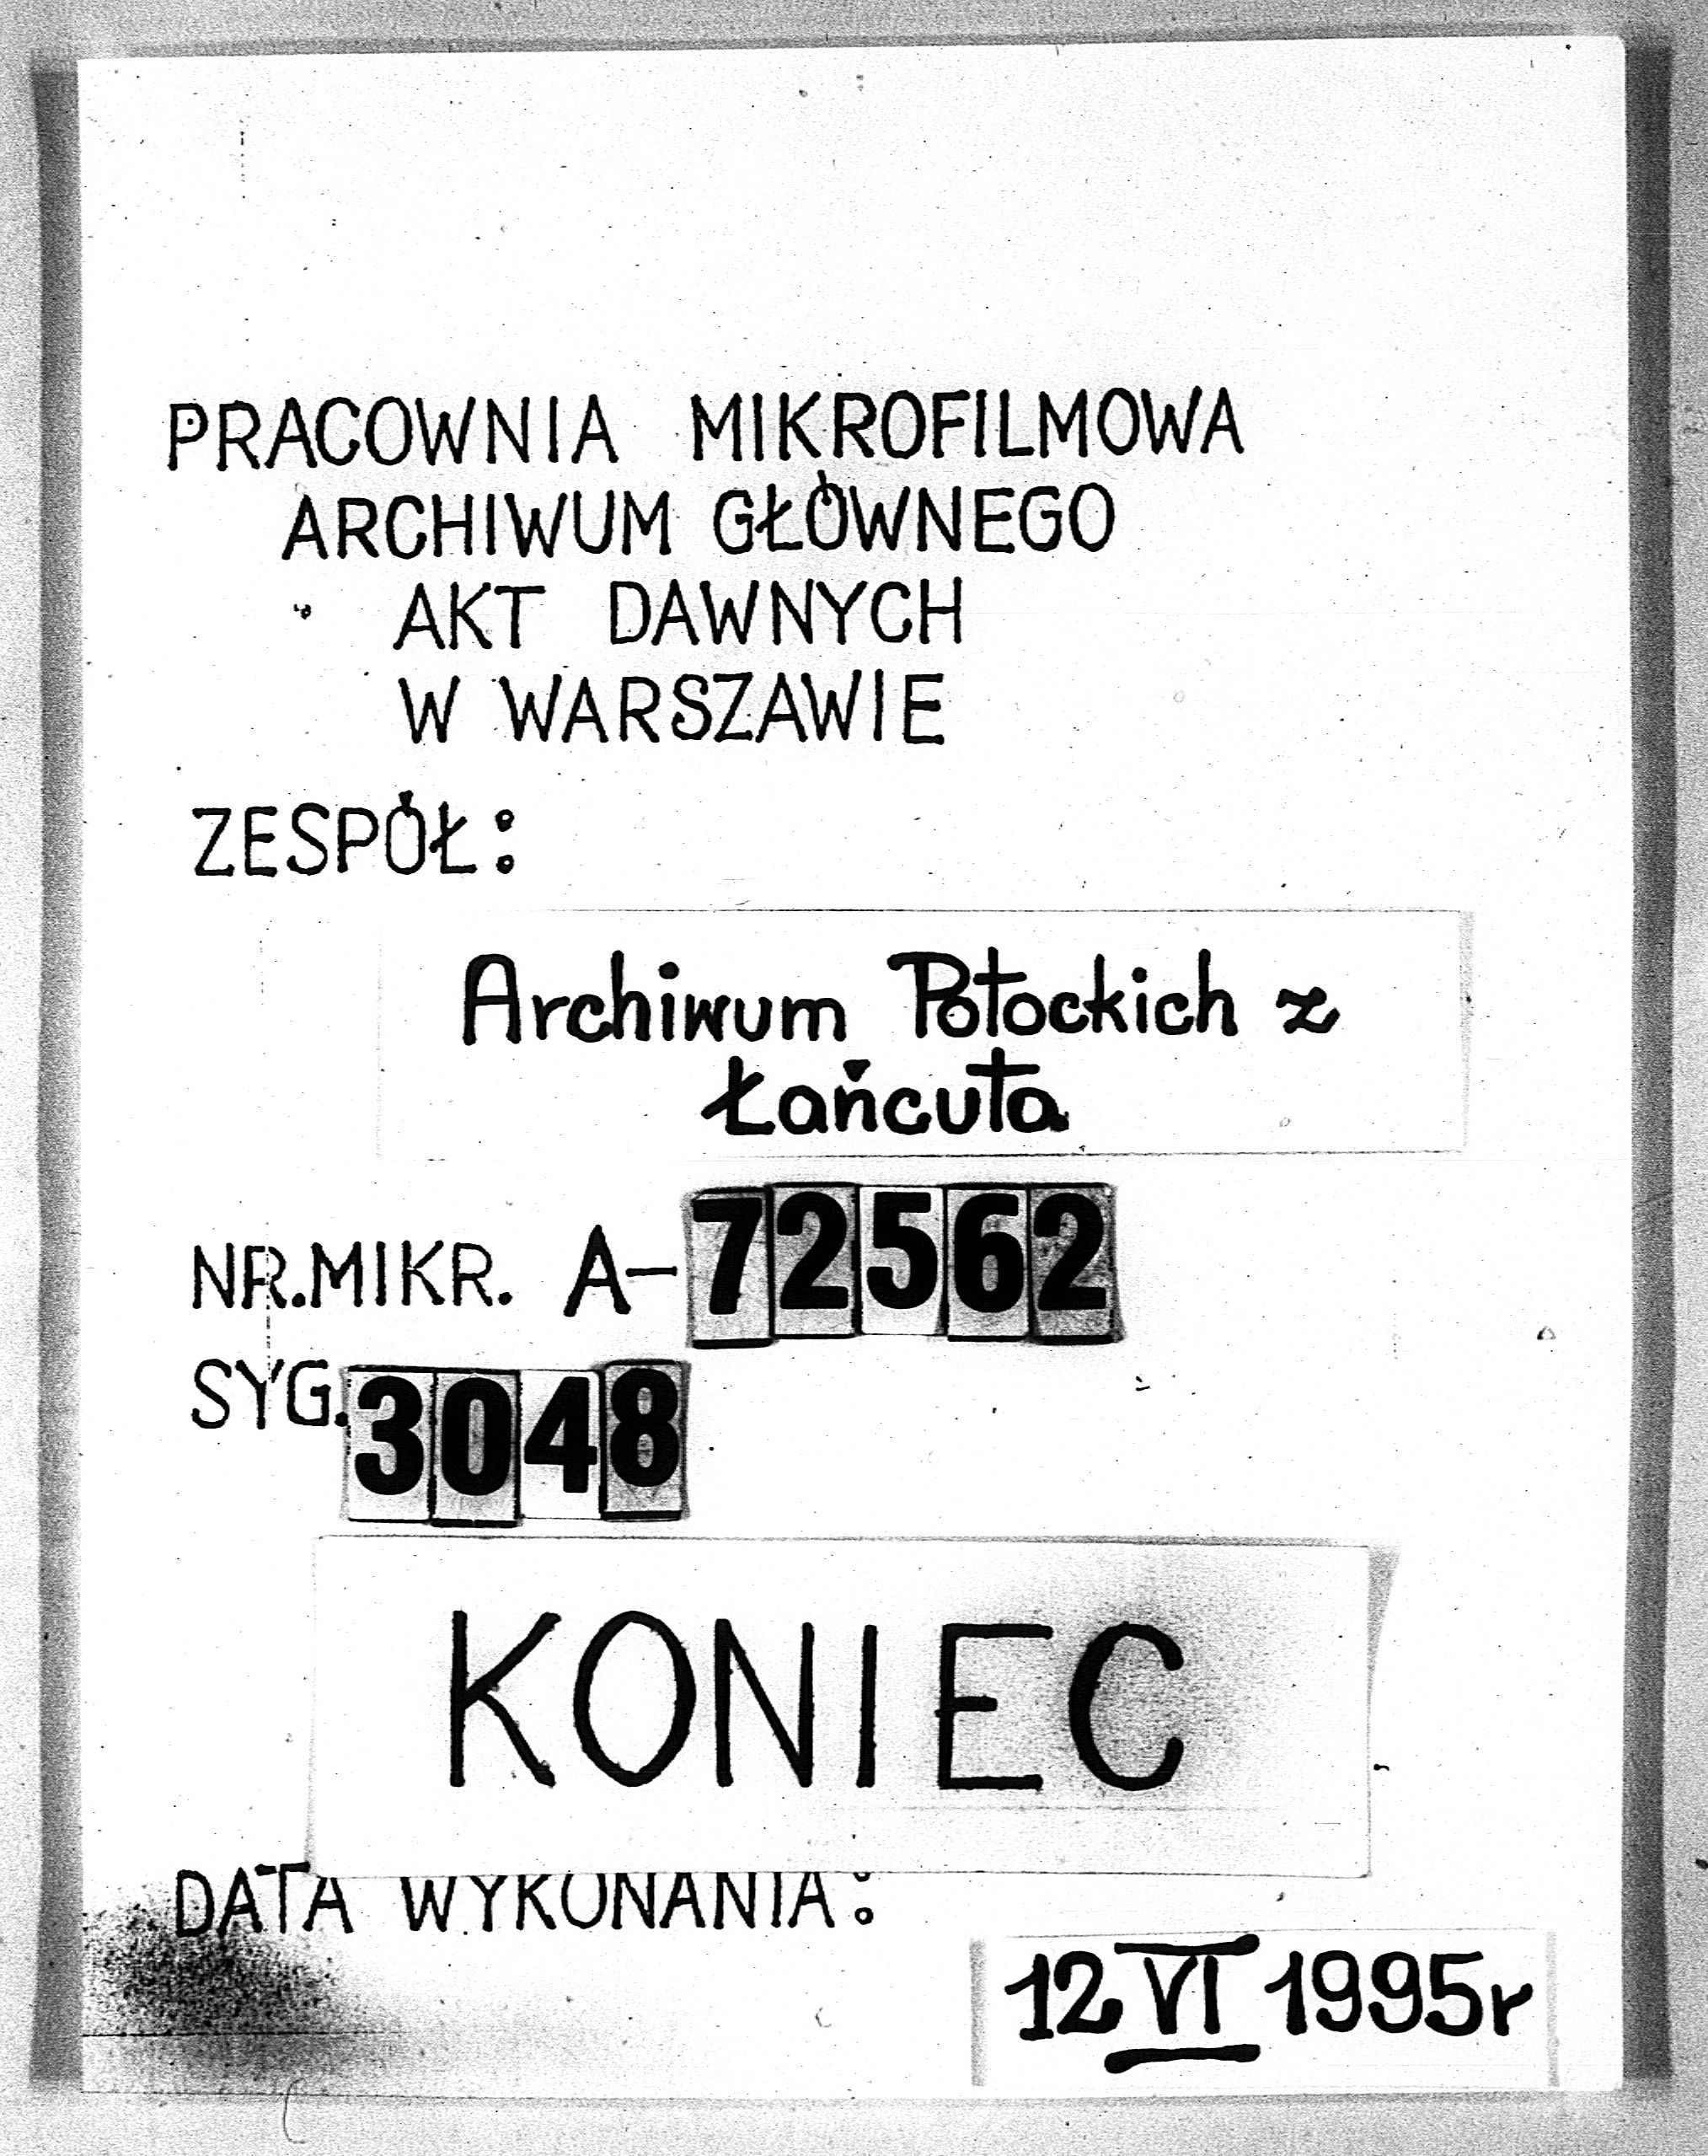 PRACOWNIA MIKROFILMOWA
ARCHIWUM GŁÓWNEGO
AKT DAWNYCH
W WARSZAWIE
ZESPÓŁ:
Archiwum Potockich z
Łańcuta
NR.MIKR. A-72562
SYG. 3048
KONIEC
DATA WYKONANIA:
12 VI 1995r